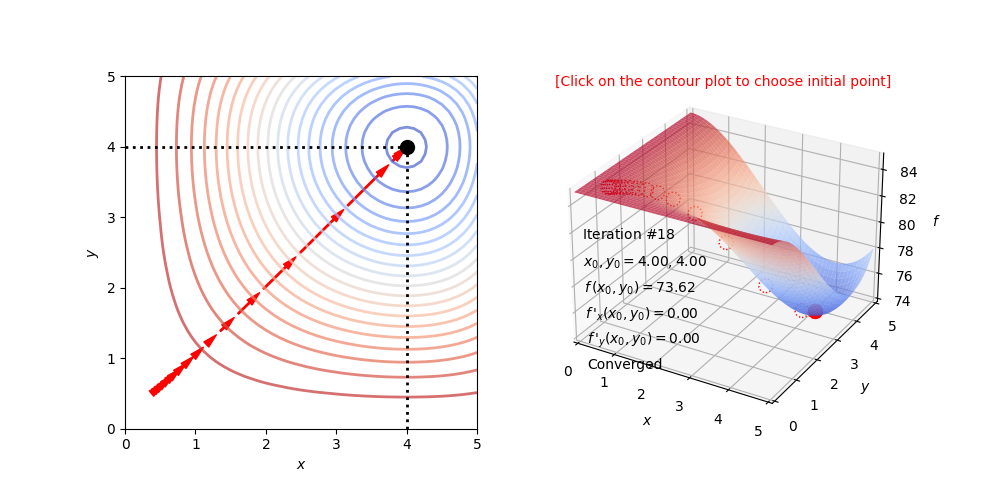 5
4
3
2
1
0
y
0 1 2 3 4 5
x
[Click on the contour plot to choose initial point]
84
82
80
78
76
74
f
Iteration #18
x₀, y₀ = 4.00, 4.00
f (x₀, y₀) = 73.62
f 'ₓ(x₀, y₀) = 0.00
f 'ᵧ(x₀, y₀) = 0.00
Converged
0 1 2 3 4 5
x
0 1 2 3 4 5
y